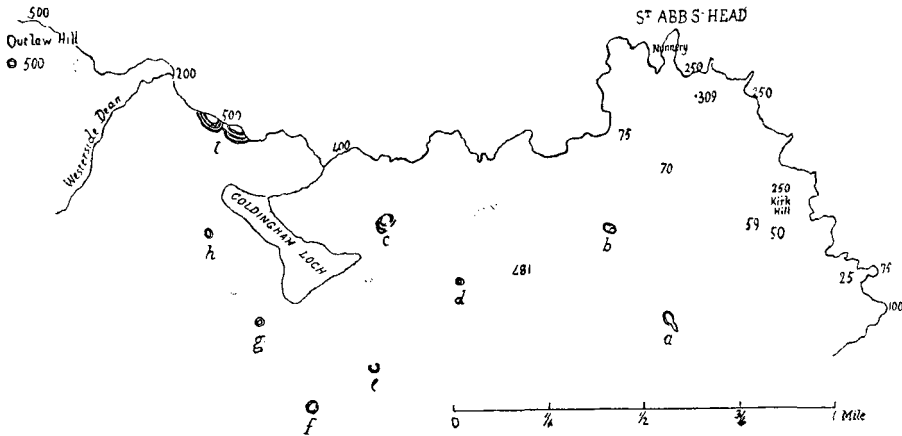 500
Outlaw Hill
500
200
Westerside Dean
500
i
400
COLDINGHAM LOCH
h
c
g
e
f
d
481
ST ABB S-HEAD
Nunnery
250
309
250
75
70
250
Kirk
Hill
59
50
b
25
75
100
a
0
1/4
1/2
3/4
1 Mile